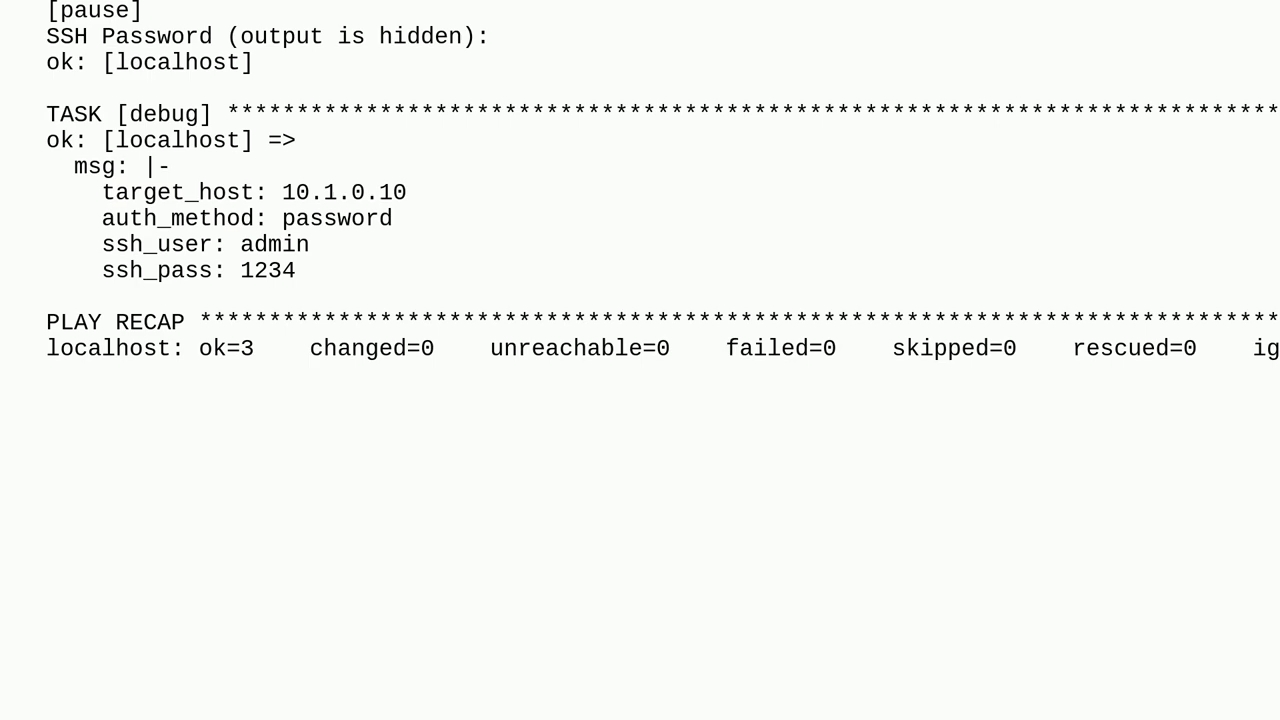 [pause]
SSH Password (output is hidden):
ok: [localhost]

TASK [debug] ****************************************************************************
ok: [localhost] =>
  msg: |-
    target_host: 10.1.0.10
    auth_method: password
    ssh_user: admin
    ssh_pass: 1234

PLAY RECAP ******************************************************************************
localhost: ok=3    changed=0    unreachable=0    failed=0    skipped=0    rescued=0    ig